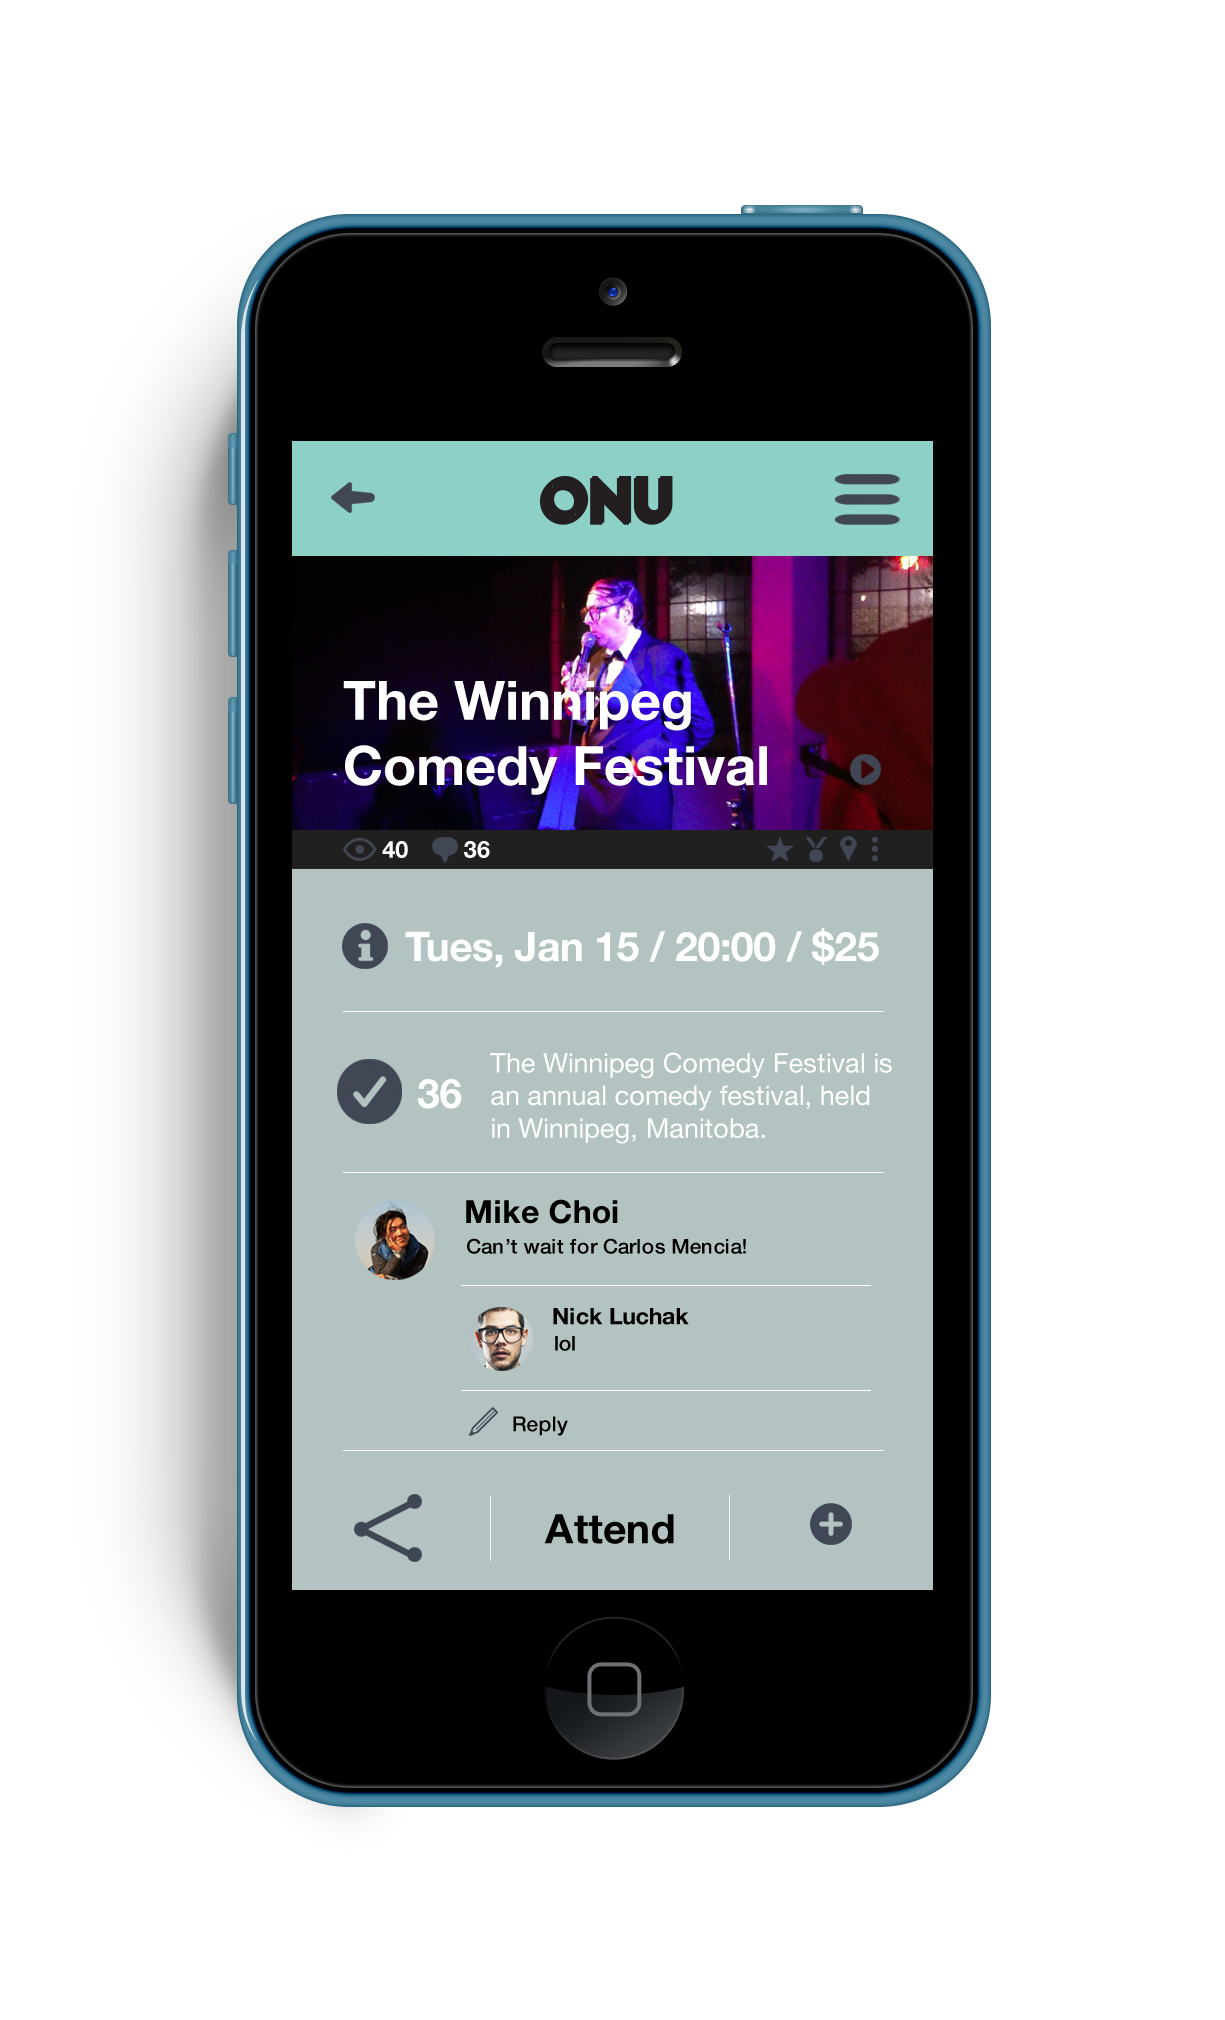 ONU
The Winnipeg
Comedy Festival
40 36
Tues, Jan 15 / 20:00 / $25
36
The Winnipeg Comedy Festival is
an annual comedy festival, held
in Winnipeg, Manitoba.
Mike Choi
Can't wait for Carlos Mencia!
Nick Luchak
lol
Reply
Attend